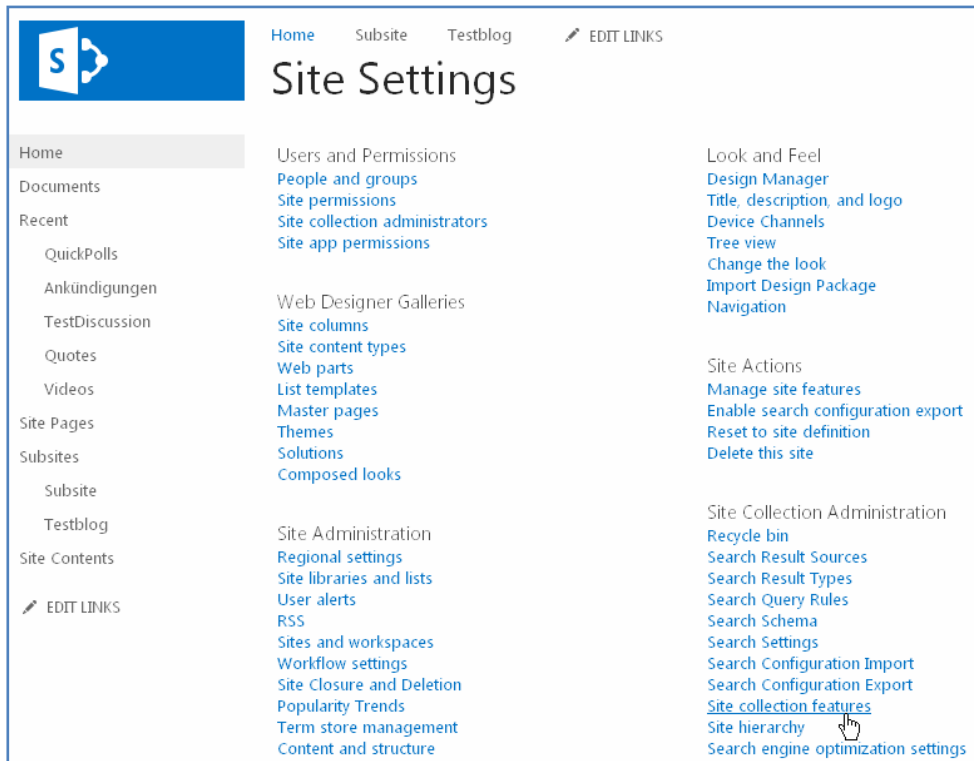 S
Home Subsite Testblog EDIT LINKS
Site Settings
Home
Documents
Recent
QuickPolls
Ankündigungen
TestDiscussion
Quotes
Videos
Site Pages
Subsites
Subsite
Testblog
Site Contents
EDIT LINKS
Users and Permissions
People and groups
Site permissions
Site collection administrators
Site app permissions
Web Designer Galleries
Site columns
Site content types
Web parts
List templates
Master pages
Themes
Solutions
Composed looks
Site Administration
Regional settings
Site libraries and lists
User alerts
RSS
Sites and workspaces
Workflow settings
Site Closure and Deletion
Popularity Trends
Term store management
Content and structure
Look and Feel
Design Manager
Title, description, and logo
Device Channels
Tree view
Change the look
Import Design Package
Navigation
Site Actions
Manage site features
Enable search configuration export
Reset to site definition
Delete this site
Site Collection Administration
Recycle bin
Search Result Sources
Search Result Types
Search Query Rules
Search Schema
Search Settings
Search Configuration Import
Search Configuration Export
Site collection features
Site hierarchy
Search engine optimization settings